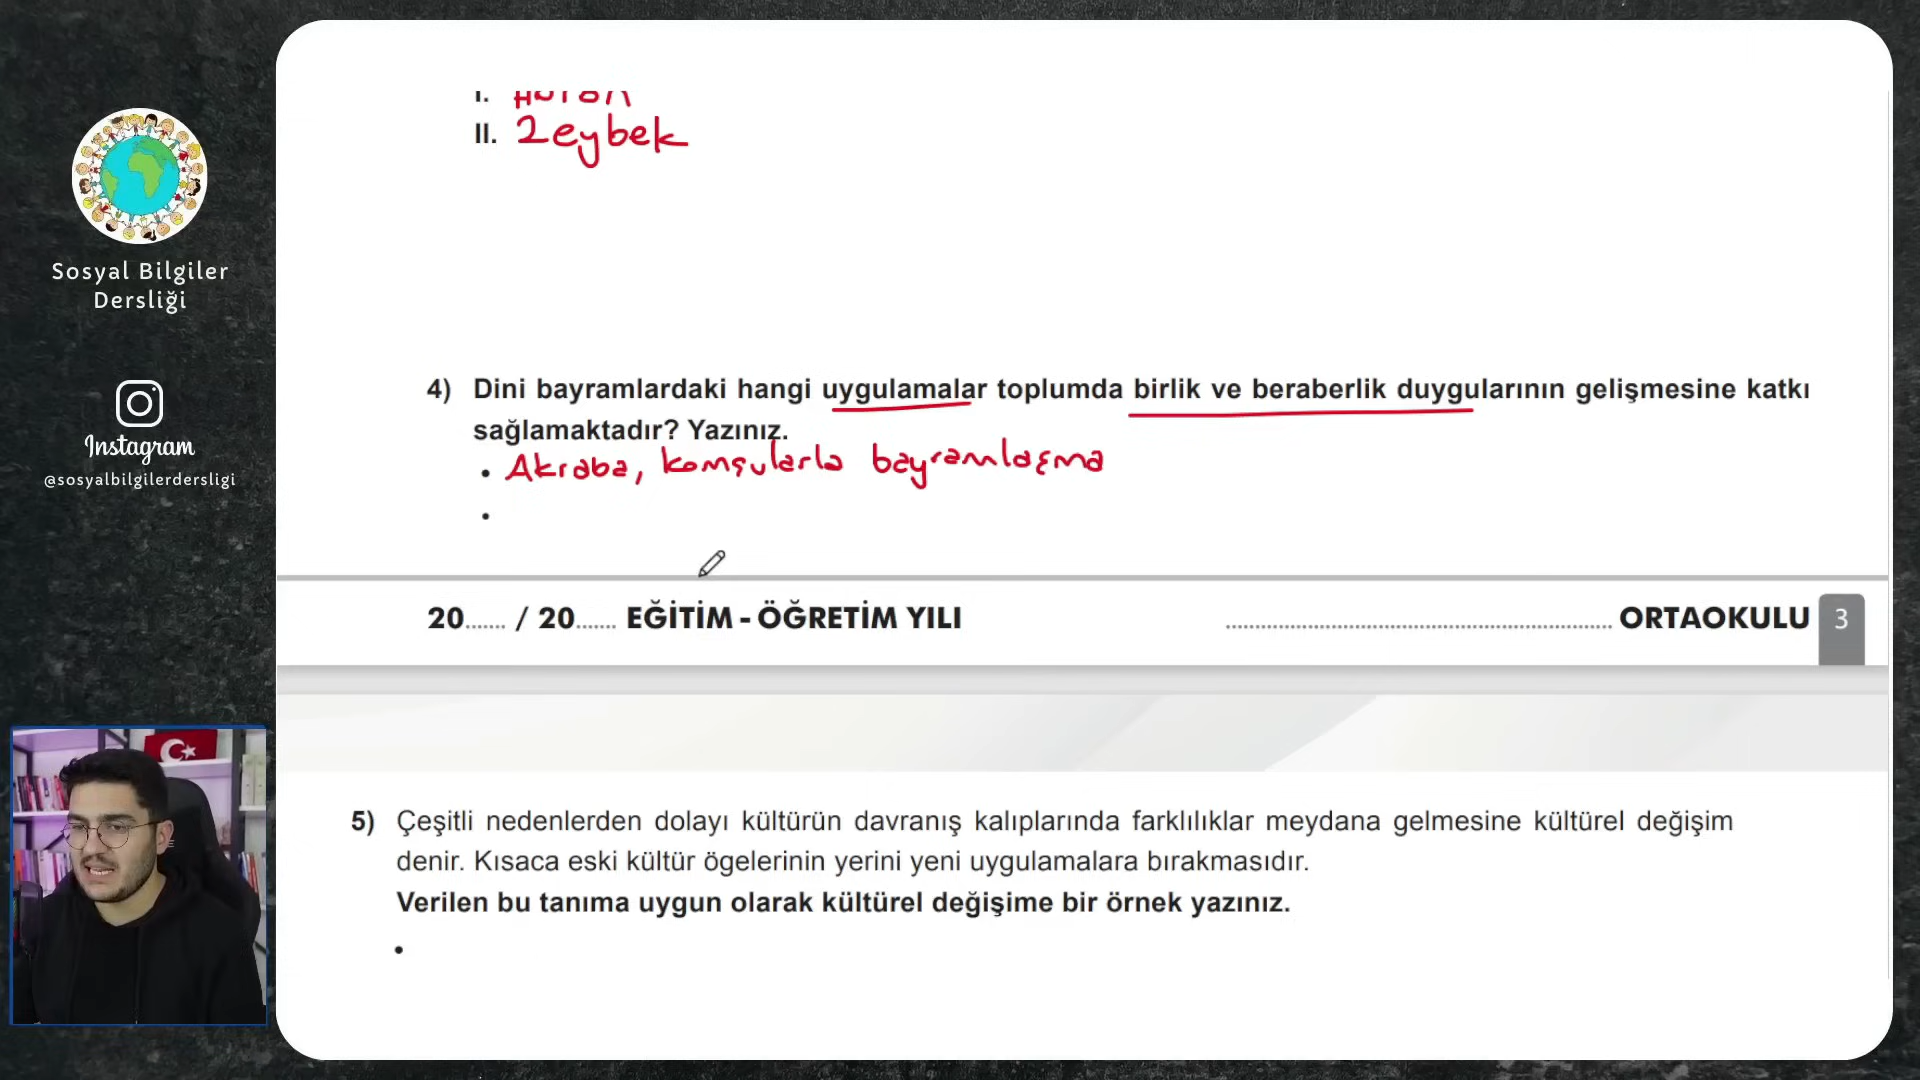 I.
II. Zeybek
Sosyal Bilgiler
Dersliği
Instagram
@sosyalbilgilerdersligi
4) Dini bayramlardaki hangi uygulamalar toplumda birlik ve beraberlik duygularının gelişmesine katkı
sağlamaktadır? Yazınız.
• Akraba, komşularla bayramlaşma
•
20....... / 20....... EĞİTİM - ÖĞRETİM YILI
............................................................ ORTAOKULU 3
5) Çeşitli nedenlerden dolayı kültürün davranış kalıplarında farklılıklar meydana gelmesine kültürel değişim
denir. Kısaca eski kültür ögelerinin yerini yeni uygulamalara bırakmasıdır.
Verilen bu tanıma uygun olarak kültürel değişime bir örnek yazınız.
•